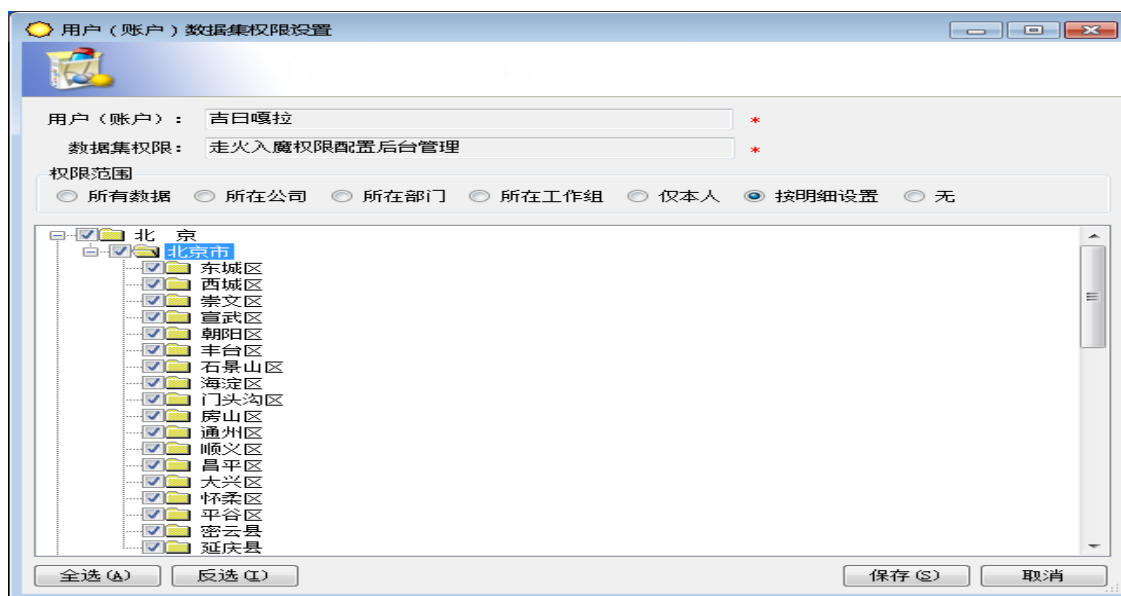 用户（账户）数据集权限设置
用户（账户）： 吉日嘎拉 *
数据集权限： 走火入魔权限配置后台管理 *
权限范围
所有数据 所在公司 所在部门 所在工作组 仅本人 按明细设置 无
北 京
北京市
东城区
西城区
崇文区
宣武区
朝阳区
丰台区
石景山区
海淀区
门头沟区
房山区
通州区
顺义区
昌平区
大兴区
怀柔区
平谷区
密云县
延庆县
全选(A) 反选(I) 保存(S) 取消